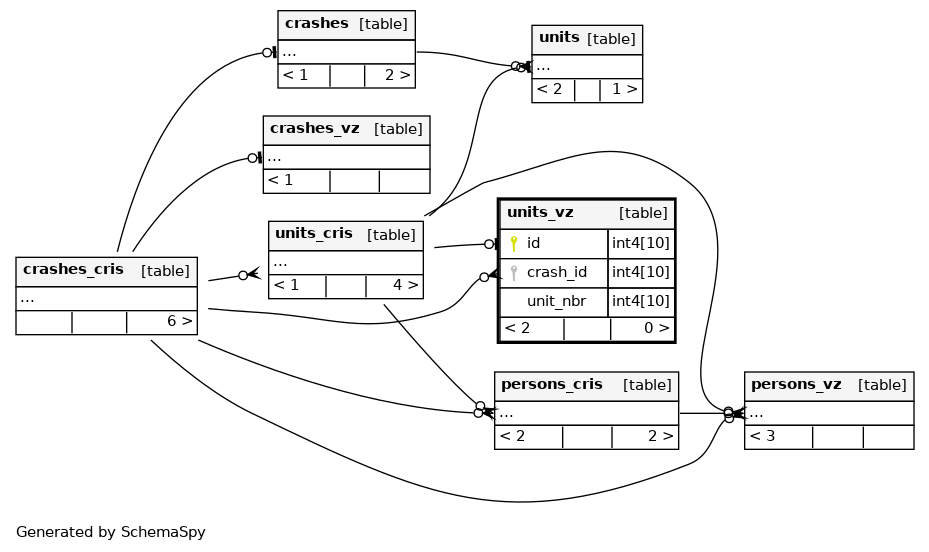 crashes [table]
...
< 1 2 >
units [table]
...
< 2 1 >
crashes_vz [table]
...
< 1
units_vz [table]
id int4[10]
crash_id int4[10]
unit_nbr int4[10]
< 2 0 >
units_cris [table]
...
< 1 4 >
crashes_cris [table]
...
6 >
persons_cris [table]
...
< 2 2 >
persons_vz [table]
...
< 3
Generated by SchemaSpy